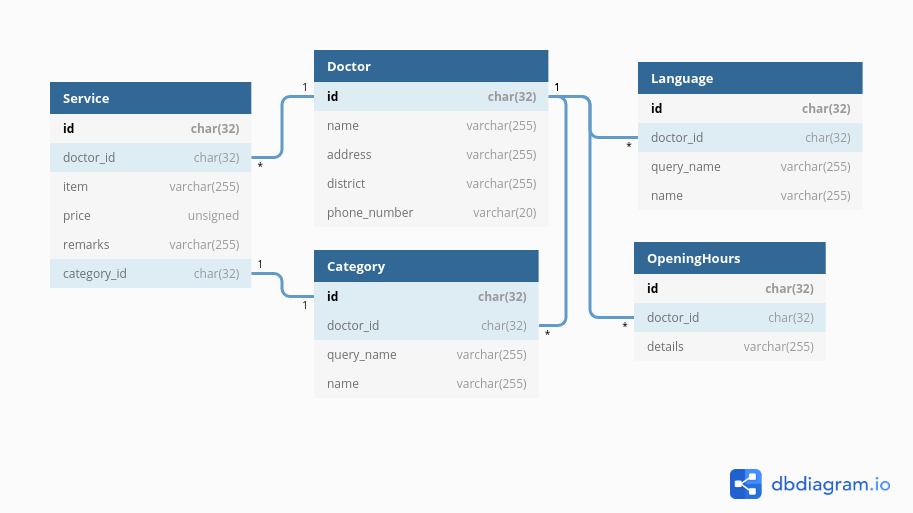 Service
id char(32)
doctor_id char(32)
item varchar(255)
price unsigned
remarks varchar(255)
category_id char(32)
1
*
1
1
Doctor
id char(32)
name varchar(255)
address varchar(255)
district varchar(255)
phone_number varchar(20)
1
Category
id char(32)
doctor_id char(32)
query_name varchar(255)
name varchar(255)
*
Language
id char(32)
doctor_id char(32)
query_name varchar(255)
name varchar(255)
*
OpeningHours
id char(32)
doctor_id char(32)
details varchar(255)
*
dbdiagram.io